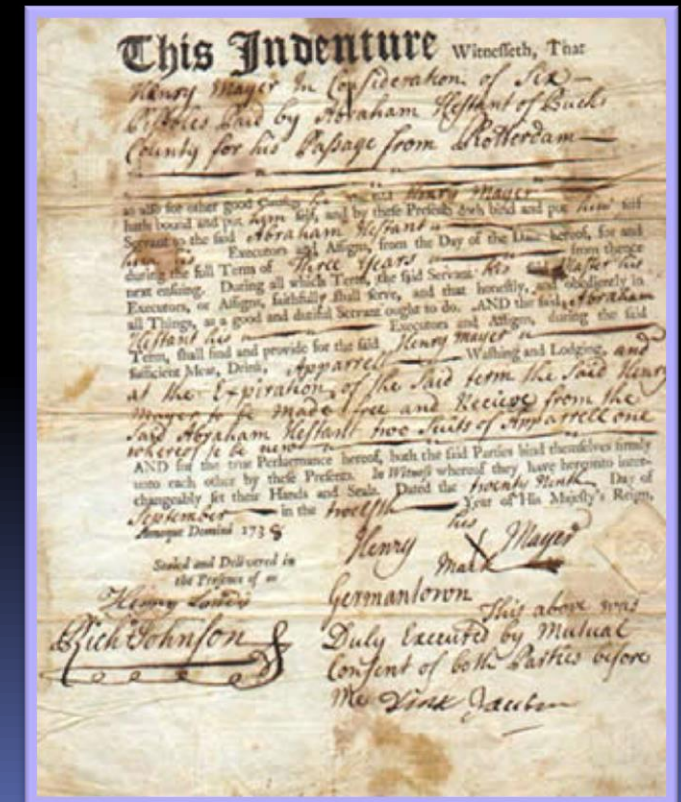 This Indenture Witnesseth, That
Henry Mayer In Consideration of Six
Pistoles Paid by Abraham Hestant of Bucks
County for his Passage from Rotterdam
as also for other good the said Henry Mayer
hath bound and put him self, and by these Presents doth bind and put him self
Servant to the said Abraham Hestant
his Executors and Assigns, from the Day of the Date hereof, for and
during the full Term of Three Years from thence
next ensuing. During all which Term, the said Servant his said Master his
Executors, or Assigns, faithfully shall serve, and that honestly, and obediently in
all Things, as a good and dutiful Servant ought to do. AND the said Abraham
Hestant his Executors and Assigns, during the said
Term, shall find and provide for the said Henry Mayer
sufficient Meat, Drink, Apparrell Washing and Lodging, and
at the Expiration of the Said term the Said Henry
Mayer to be made free and Recieve from the
Said Abraham Hestant two Suits of Apparrell one
whereof to be new
AND for the true Performance hereof, both the said Parties bind themselves firmly
unto each other by these Presents. In Witness whereof they have hereunto inter-
changeably set their Hands and Seals. Dated the twenty Ninth Day of
September in the twelfth Year of His Majesty's Reign,
Annoque Domini 1738
his
Henry X Mayer
Mark
Sealed and Delivered in
the Presence of us
Henry
Rich Johnson
Germantown
This above was
Duly Executed by Mutual
Consent of both Parties before
Me